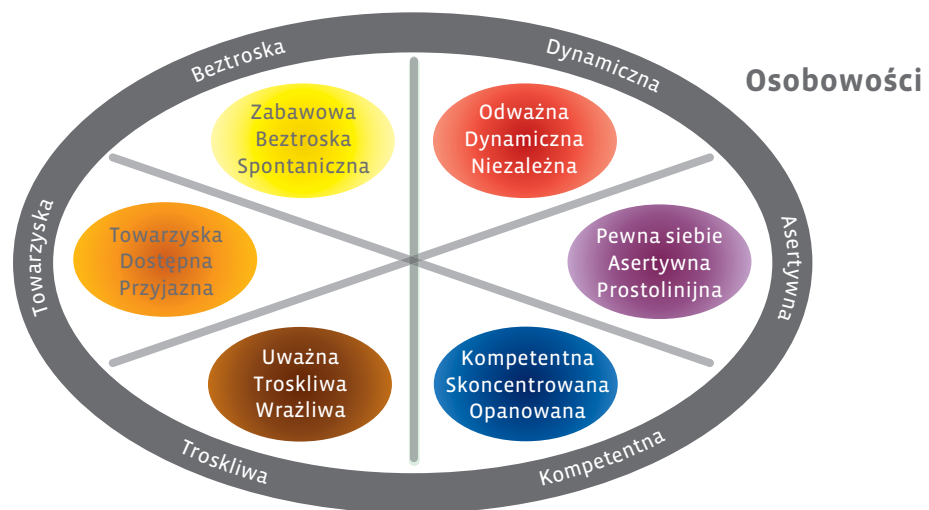 Osobowości
Beztroska
Dynamiczna
Zabawowa
Beztroska
Spontaniczna
Odważna
Dynamiczna
Niezależna
Towarzyska
Towarzyska
Dostępna
Przyjazna
Pewna siebie
Asertywna
Prostolinijna
Asertywna
Uważna
Troskliwa
Wrażliwa
Kompetentna
Skoncentrowana
Opanowana
Troskliwa
Kompetentna